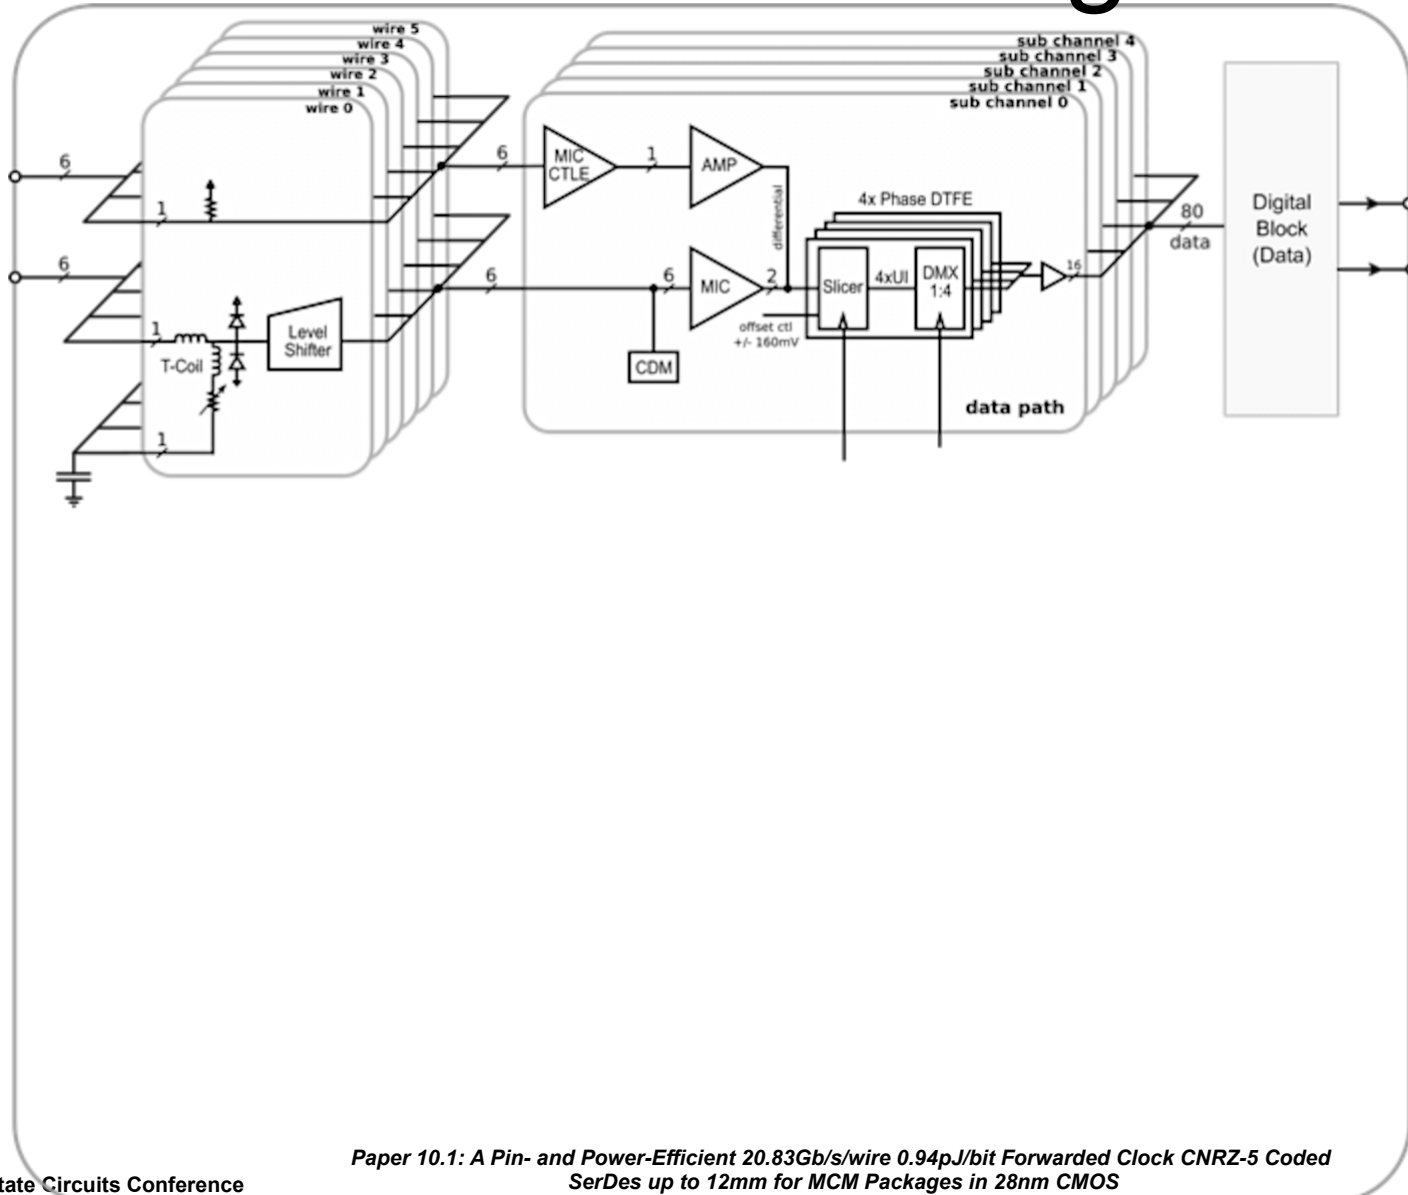 wire 5
wire 4
wire 3
wire 2
wire 1
wire 0
sub channel 4
sub channel 3
sub channel 2
sub channel 1
sub channel 0
6
1
6
MIC
CTLE
1
AMP
differential
4x Phase DTFE
80
data
Digital
Block
(Data)
6
1
T-Coil
Level
Shifter
6
6
MIC
2
CDM
offset ctl
+/- 160mV
Slicer
4xUI
DMX
1:4
16
data path
1
Paper 10.1: A Pin- and Power-Efficient 20.83Gb/s/wire 0.94pJ/bit Forwarded Clock CNRZ-5 Coded
SerDes up to 12mm for MCM Packages in 28nm CMOS
tate Circuits Conference